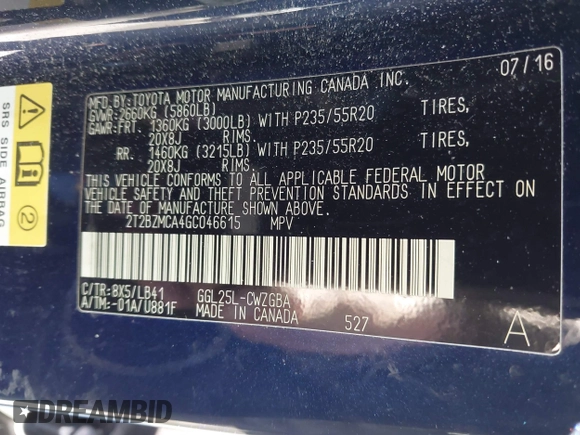 07/16
MFD.BY:TOYOTA MOTOR MANUFACTURING CANADA INC.
GVWR:2660KG (5860LB)
GAWR:FRT. 1360KG (3000LB) WITH P235/55R20 TIRES,
20X8J RIMS.
RR. 1460KG (3215LB) WITH P235/55R20 TIRES,
20X8J RIMS.
THIS VEHICLE CONFORMS TO ALL APPLICABLE FEDERAL MOTOR
VEHICLE SAFETY AND THEFT PREVENTION STANDARDS IN EFFECT ON
THE DATE OF MANUFACTURE SHOWN ABOVE.
2T2BZMCA4GC046615 MPV
C/TR:8X5/LB41 GGL25L-CWZGBA
A/TM:-01A/U881F MADE IN CANADA
527
A
SRS SIDE AIRBAG
2
DREAMBID